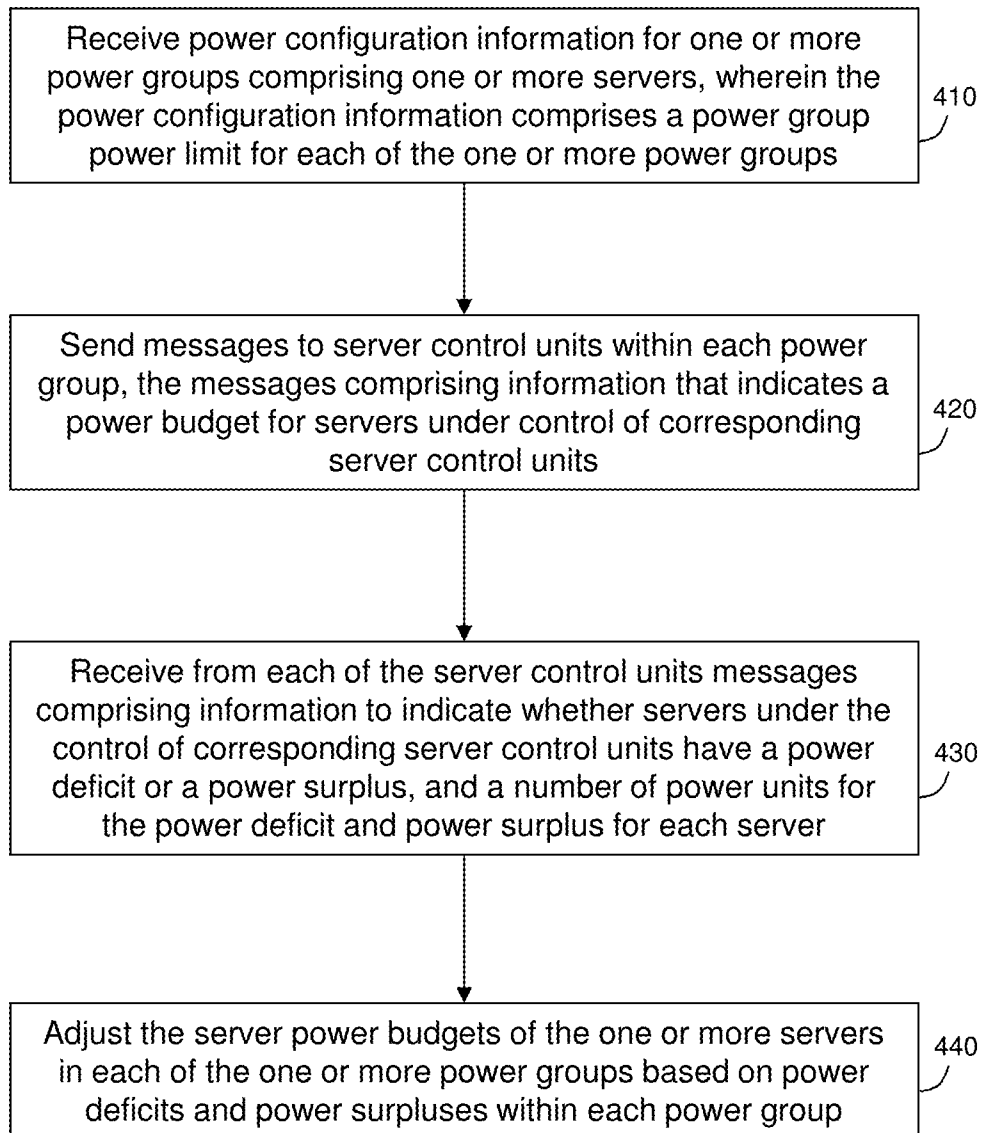 Receive power configuration information for one or more
power groups comprising one or more servers, wherein the
power configuration information comprises a power group
power limit for each of the one or more power groups
410
Send messages to server control units within each power
group, the messages comprising information that indicates a
power budget for servers under control of corresponding
server control units
420
Receive from each of the server control units messages
comprising information to indicate whether servers under the
control of corresponding server control units have a power
deficit or a power surplus, and a number of power units for
the power deficit and power surplus for each server
430
Adjust the server power budgets of the one or more servers
in each of the one or more power groups based on power
deficits and power surpluses within each power group
440